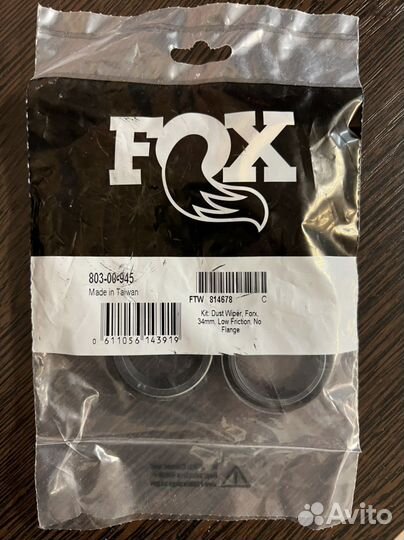 FOX
803-00-945
Made in Taiwan
0 611056 143919
FTW 814678 C
Kit: Dust Wiper, Forx,
34mm, Low Friction, No
Flange
Avito